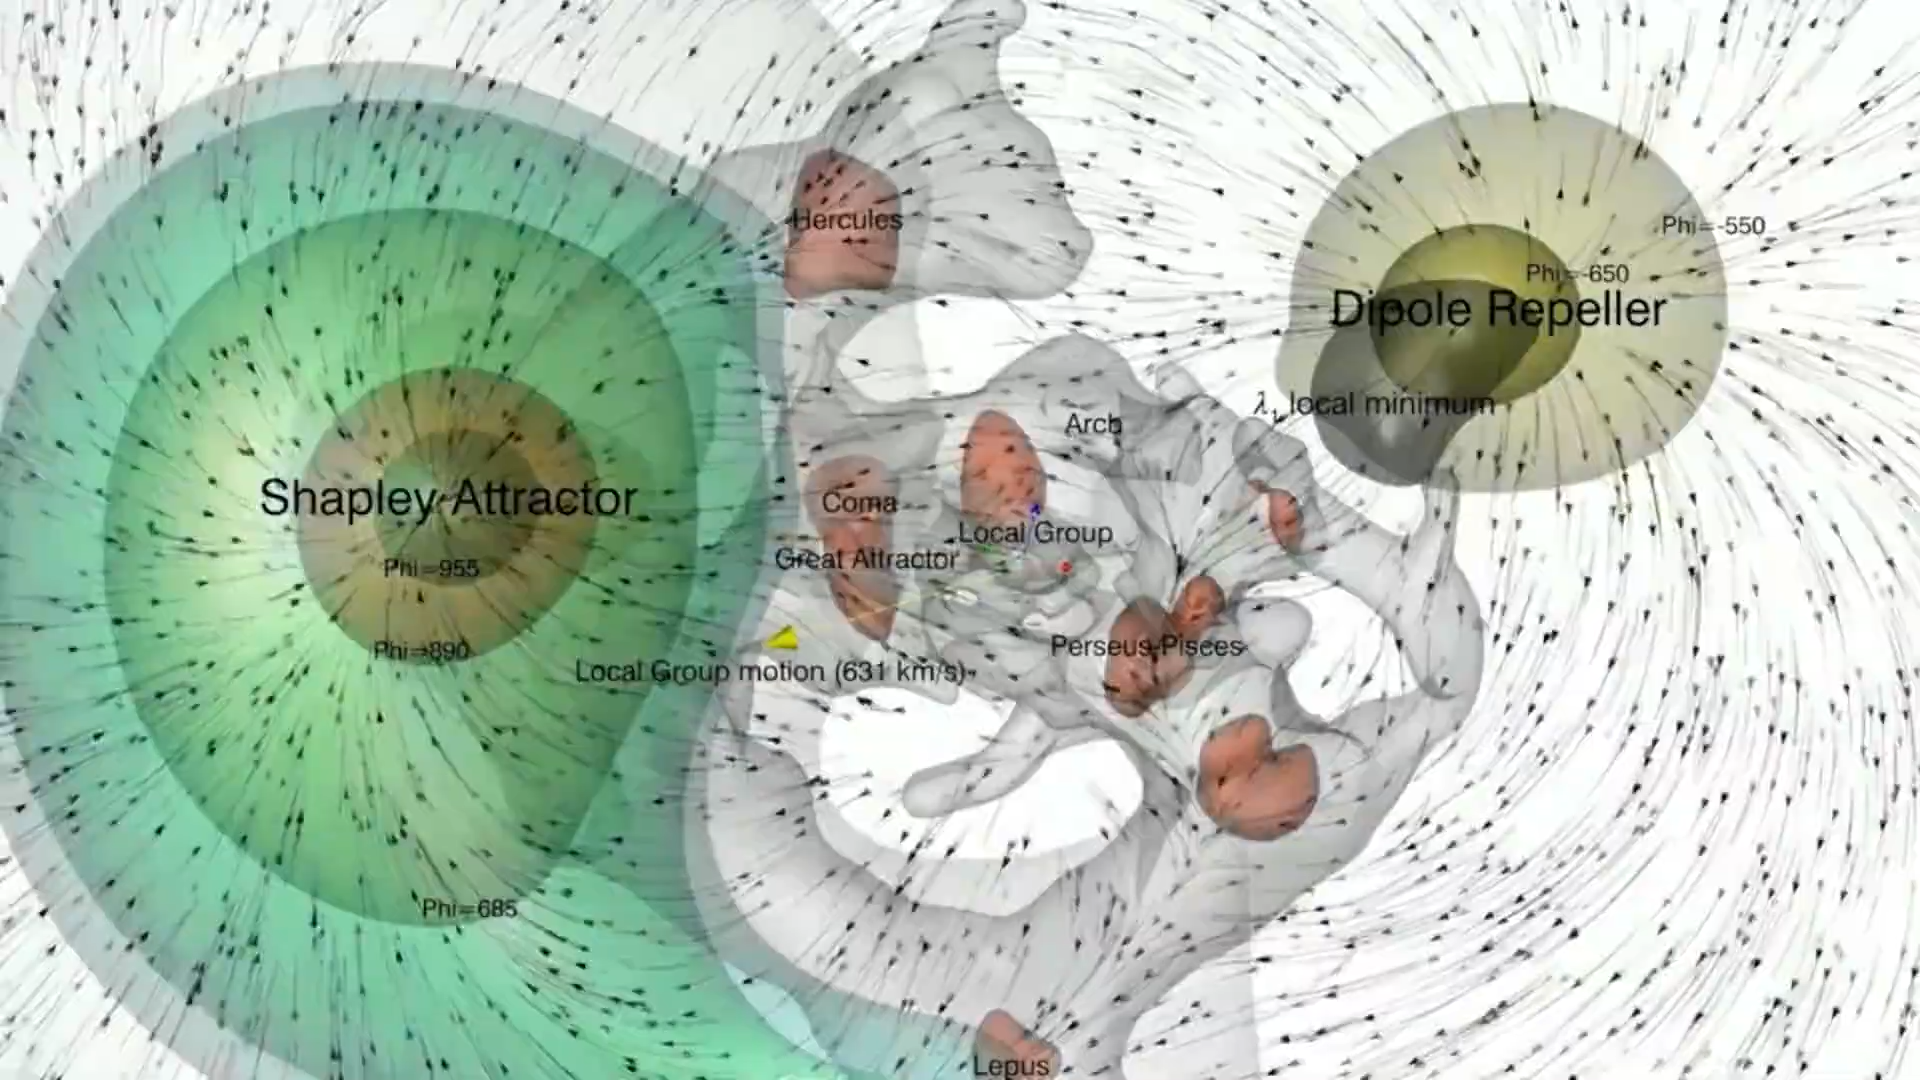 Hercules
Phi=-550
Phi=-650
Dipole Repeller
λ1 local minimum
Arch
Shapley Attractor
Coma
Local Group
Great Attractor
Phi=955
Phi=890
Perseus-Pisces
Local Group motion (631 km/s)
Phi=685
Lepus